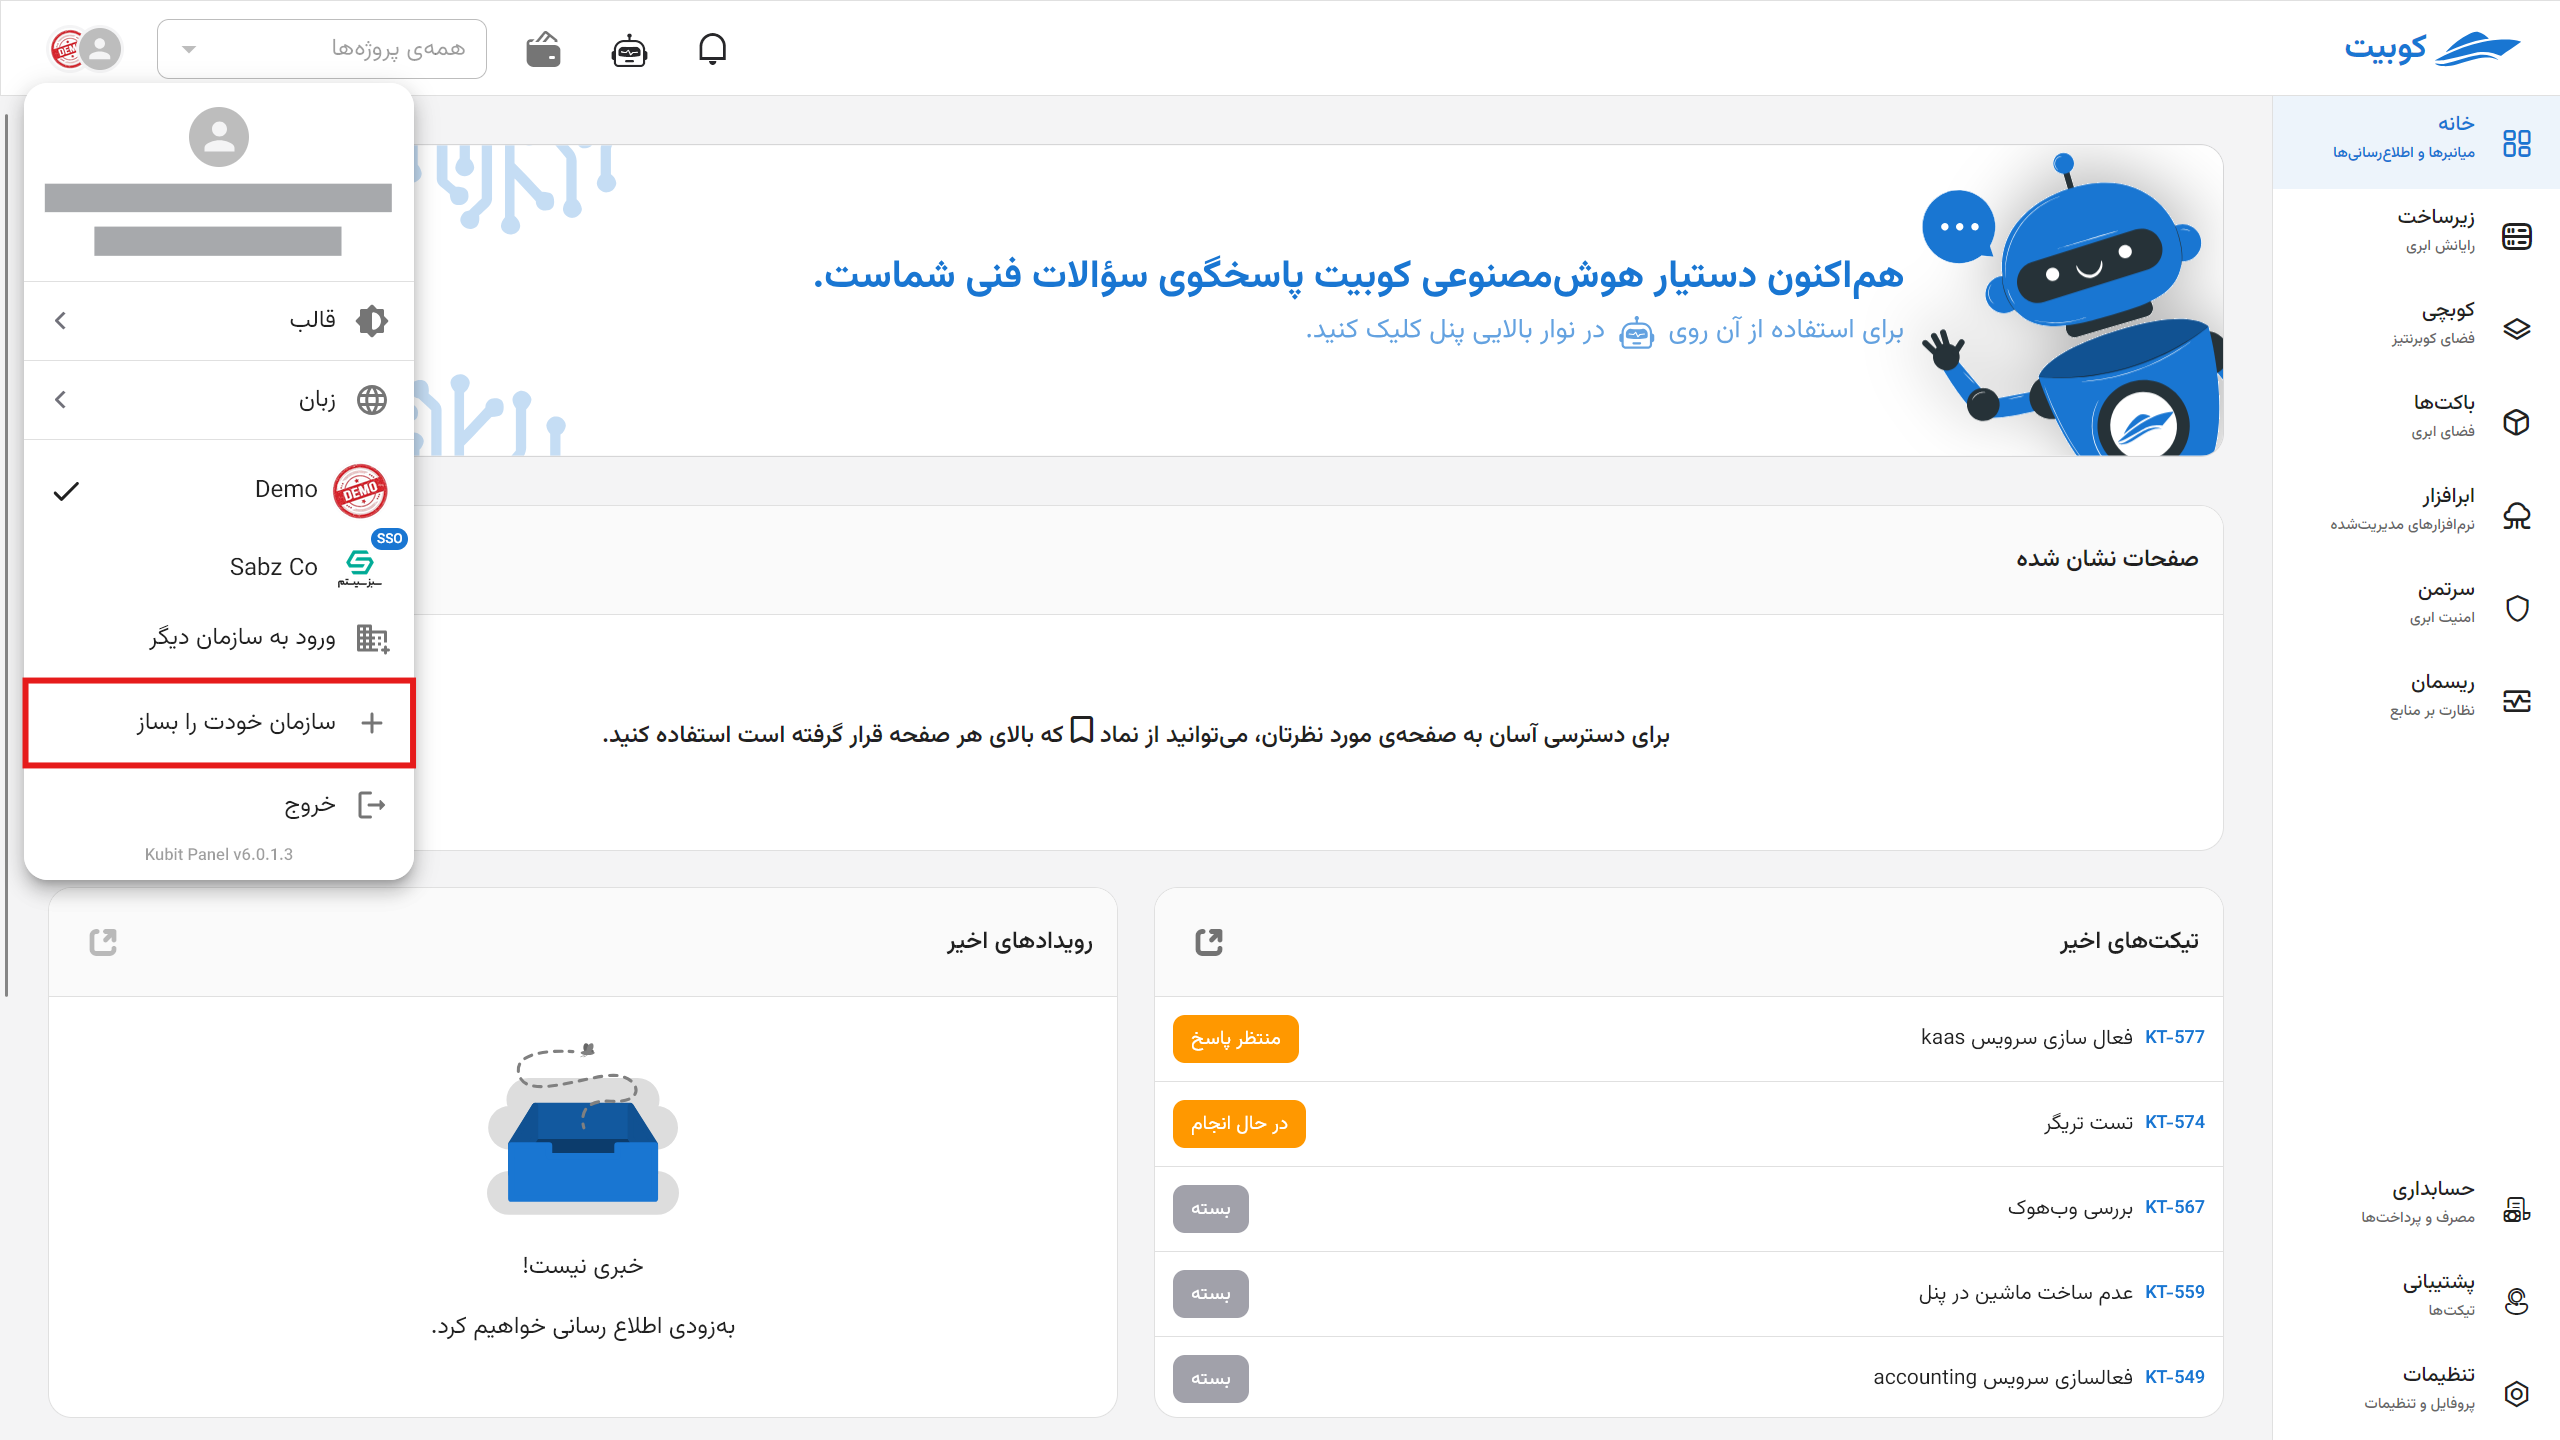 کوبیت
همه‌ی پروژه‌ها
DEMO
خانه
میانبرها و اطلاع‌رسانی‌ها
زیرساخت
رایانش ابری
کوبچی
فضای کوبرنتیز
باکت‌ها
فضای ابری
ابرافزار
نرم‌افزارهای مدیریت‌شده
سرتمن
امنیت ابری
ریسمان
نظارت بر منابع
حسابداری
مصرف و پرداخت‌ها
پشتیبانی
تیکت‌ها
تنظیمات
پروفایل و تنظیمات
هم‌اکنون دستیار هوش‌مصنوعی کوبیت پاسخگوی سؤالات فنی شماست.
برای استفاده از آن روی در نوار بالایی پنل کلیک کنید.
قالب
زبان
DEMO
Demo
SSO
سبزسیستم
Sabz Co
ورود به سازمان دیگر
سازمان خودت را بساز
خروج
Kubit Panel v6.0.1.3
صفحات نشان شده
برای دسترسی آسان به صفحه‌ی مورد نظرتان، می‌توانید از نماد که بالای هر صفحه قرار گرفته است استفاده کنید.
تیکت‌های اخیر
KT-577 فعال سازی سرویس kaas منتظر پاسخ
KT-574 تست تریگر در حال انجام
KT-567 بررسی وب‌هوک بسته
KT-559 عدم ساخت ماشین در پنل بسته
KT-549 فعالسازی سرویس accounting بسته
رویدادهای اخیر
خبری نیست!
به‌زودی اطلاع رسانی خواهیم کرد.